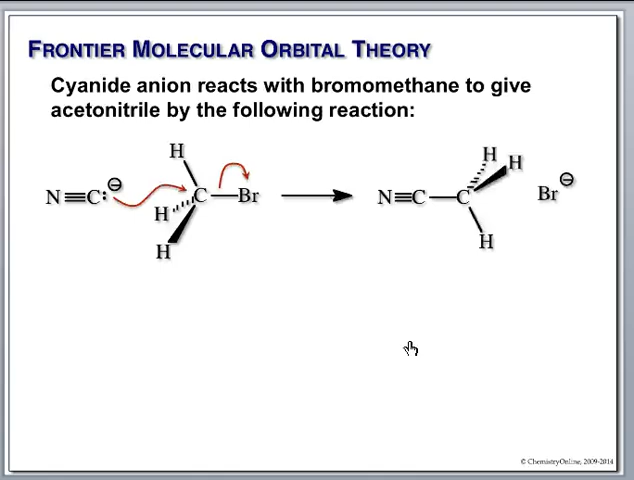 FRONTIER MOLECULAR ORBITAL THEORY
Cyanide anion reacts with bromomethane to give
acetonitrile by the following reaction:
H
N≡C:⊖
C—Br
H
H
H
H
N≡C—C
H
Br⊖
© ChemistryOnline, 2009-2014